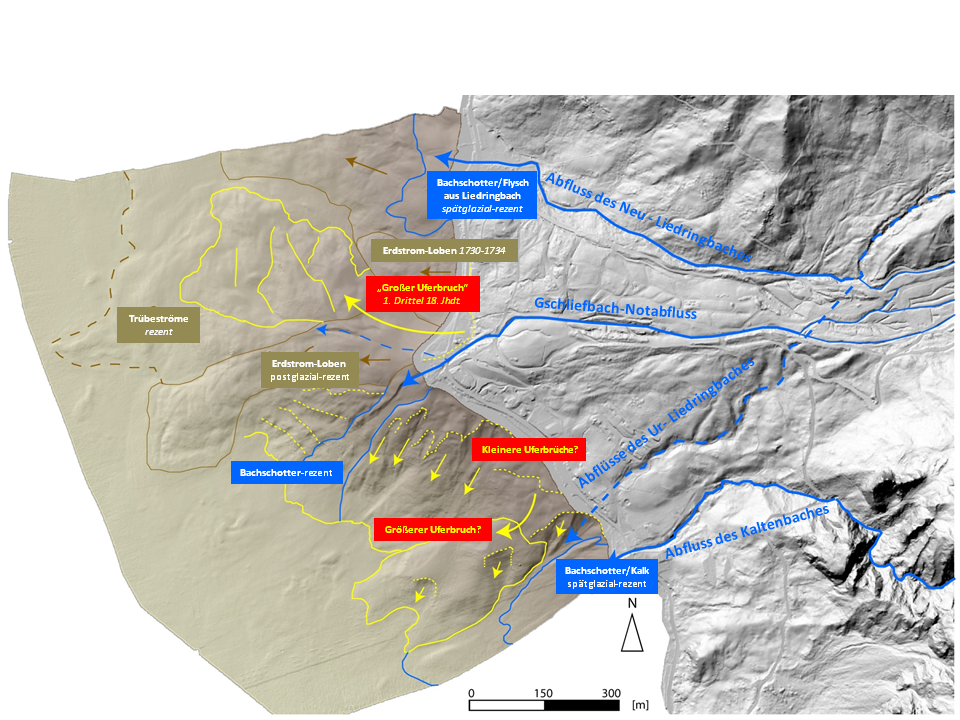 Bachschotter/Flysch
aus Liedringbach
spätglazial-rezent
Abfluss des Neu - Liedringbaches
Erdstrom-Loben 1730-1734
„Großer Uferbruch"
1. Drittel 18. Jhdt.
Gschliefbach-Notabfluss
Trübeströme
rezent
Erdstrom-Loben
postglazial-rezent
Abflüsse des Ur- Liedringbaches
Kleinere Uferbrüche?
Bachschotter-rezent
Größerer Uferbruch?
Abfluss des Kaltenbaches
Bachschotter/Kalk
spätglazial-rezent
N
0 150 300 [m]